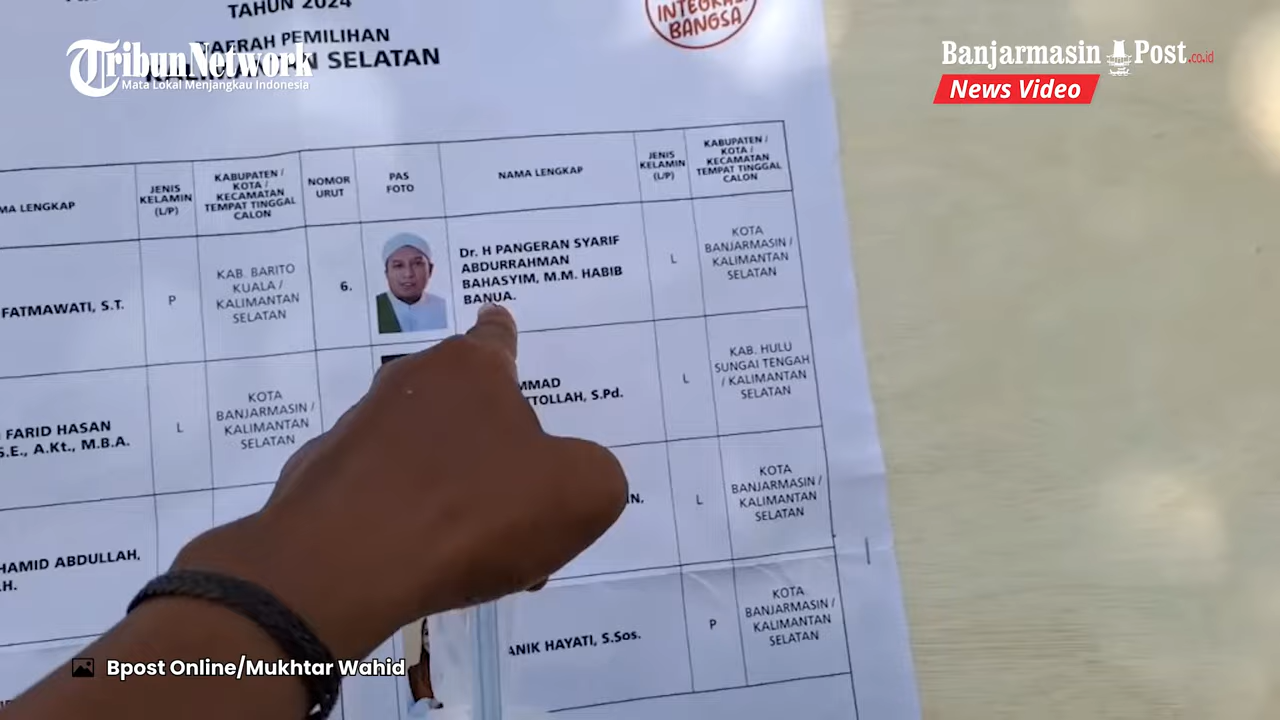 TAHUN 2024
DAERAH PEMILIHAN
KALIMANTAN SELATAN
INTEGRASI
BANGSA
TribunNetwork
Mata Lokal Menjangkau Indonesia
Banjarmasin Post.co.id
News Video
LENGKAP
JENIS
KELAMIN
(L/P)
KABUPATEN /
KOTA /
KECAMATAN
TEMPAT TINGGAL
CALON
NOMOR
URUT
PAS
FOTO
NAMA LENGKAP
JENIS
KELAMIN
(L/P)
KABUPATEN /
KOTA /
KECAMATAN
TEMPAT TINGGAL
CALON
FATMAWATI, S.T.
P
KAB. BARITO
KUALA /
KALIMANTAN
SELATAN
6.
Dr. H PANGERAN SYARIF
ABDURRAHMAN
BAHASYIM, M.M. HABIB
BANUA.
L
KOTA
BANJARMASIN /
KALIMANTAN
SELATAN
FARID HASAN
S.E., A.Kt., M.B.A.
L
KOTA
BANJARMASIN /
KALIMANTAN
SELATAN
MMAD
TTOLLAH, S.Pd.
L
KAB. HULU
SUNGAI TENGAH
/ KALIMANTAN
SELATAN
HAMID ABDULLAH,
.H.
IN.
L
KOTA
BANJARMASIN /
KALIMANTAN
SELATAN
ANIK HAYATI, S.Sos.
P
KOTA
BANJARMASIN /
KALIMANTAN
SELATAN
Bpost Online/Mukhtar Wahid